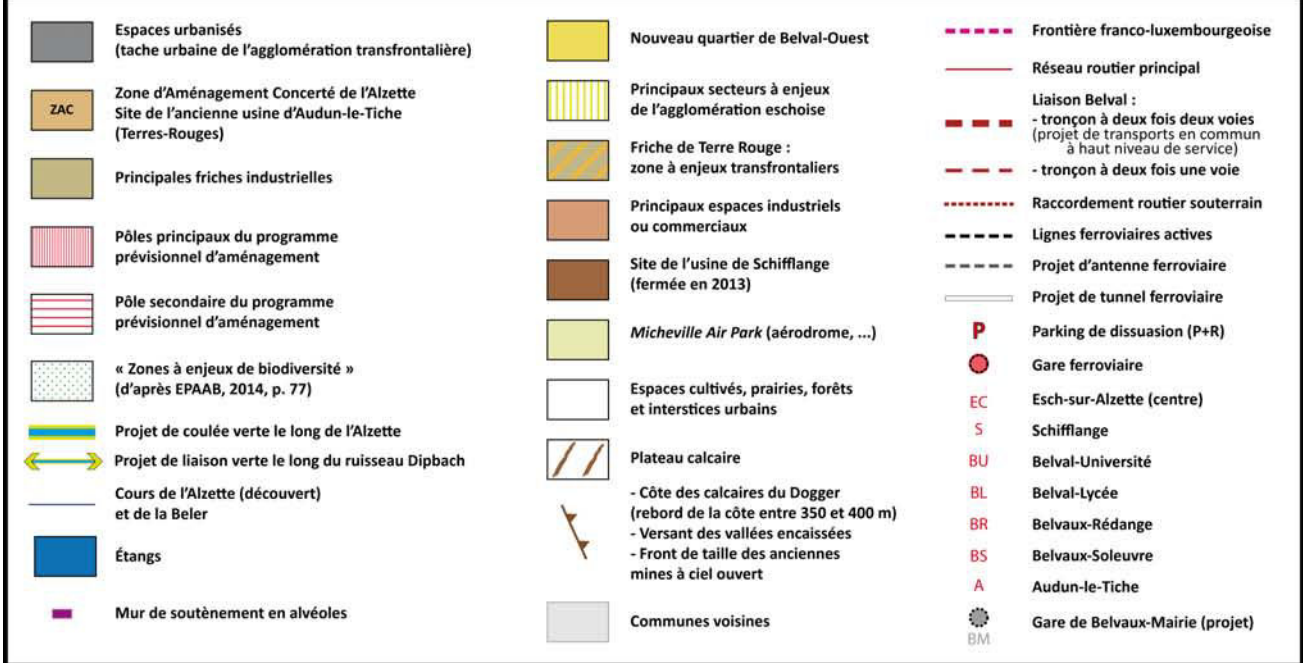 Espaces urbanisés
(tache urbaine de l'agglomération transfrontalière)
ZAC
Zone d'Aménagement Concerté de l'Alzette
Site de l'ancienne usine d'Audun-le-Tiche
(Terres-Rouges)
Principales friches industrielles
Pôles principaux du programme
prévisionnel d'aménagement
Pôle secondaire du programme
prévisionnel d'aménagement
« Zones à enjeux de biodiversité »
(d'après EPAAB, 2014, p. 77)
Projet de coulée verte le long de l'Alzette
Projet de liaison verte le long du ruisseau Dipbach
Cours de l'Alzette (découvert)
et de la Beler
Étangs
Mur de soutènement en alvéoles
Nouveau quartier de Belval-Ouest
Principaux secteurs à enjeux
de l'agglomération eschoise
Friche de Terre Rouge :
zone à enjeux transfrontaliers
Principaux espaces industriels
ou commerciaux
Site de l'usine de Schifflange
(fermée en 2013)
Micheville Air Park (aérodrome, ...)
Espaces cultivés, prairies, forêts
et interstices urbains
Plateau calcaire
- Côte des calcaires du Dogger
(rebord de la côte entre 350 et 400 m)
- Versant des vallées encaissées
- Front de taille des anciennes
mines à ciel ouvert
Communes voisines
Frontière franco-luxembourgeoise
Réseau routier principal
Liaison Belval :
- tronçon à deux fois deux voies
(projet de transports en commun
à haut niveau de service)
- tronçon à deux fois une voie
Raccordement routier souterrain
Lignes ferroviaires actives
Projet d'antenne ferroviaire
Projet de tunnel ferroviaire
P Parking de dissuasion (P+R)
Gare ferroviaire
EC Esch-sur-Alzette (centre)
S Schifflange
BU Belval-Université
BL Belval-Lycée
BR Belvaux-Rédange
BS Belvaux-Soleuvre
A Audun-le-Tiche
Gare de Belvaux-Mairie (projet)
BM